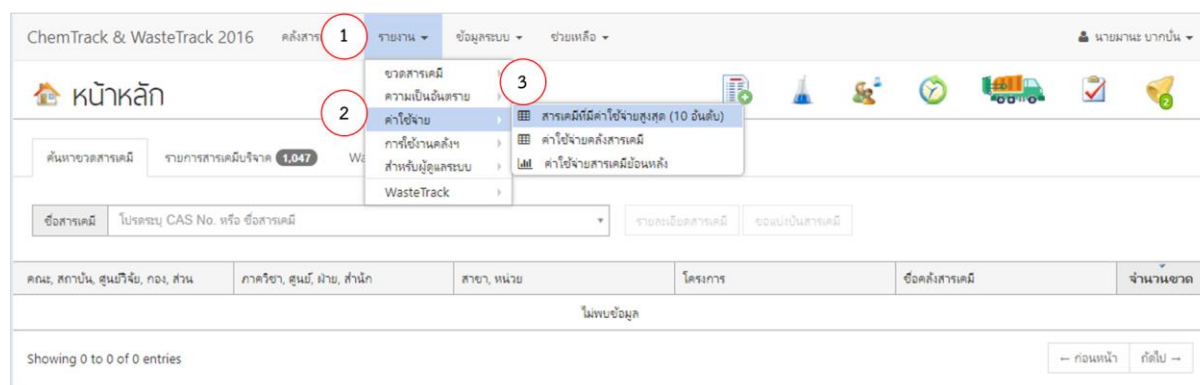 ChemTrack & WasteTrack 2016 คลังสาร 1 รายงาน ข้อมูลระบบ ช่วยเหลือ นายมานะ บากบั่น
หน้าหลัก
ขวดสารเคมี
ความเป็นอันตราย
3
2
ค่าใช้จ่าย
สารเคมีที่มีค่าใช้จ่ายสูงสุด (10 อันดับ)
การใช้งานคลังฯ
ค่าใช้จ่ายคลังสารเคมี
สำหรับผู้ดูแลระบบ
ค่าใช้จ่ายสารเคมีย้อนหลัง
WasteTrack
2
ค้นหาขวดสารเคมี รายการสารเคมีบริจาค 1,047 Wa
ชื่อสารเคมี โปรดระบุ CAS No. หรือ ชื่อสารเคมี รายละเอียดสารเคมี ขอแบ่งปันสารเคมี
คณะ, สถาบัน, ศูนย์วิจัย, กอง, ส่วน ภาควิชา, ศูนย์, ฝ่าย, สำนัก สาขา, หน่วย โครงการ ชื่อคลังสารเคมี จำนวนขวด
ไม่พบข้อมูล
Showing 0 to 0 of 0 entries ← ก่อนหน้า ถัดไป →